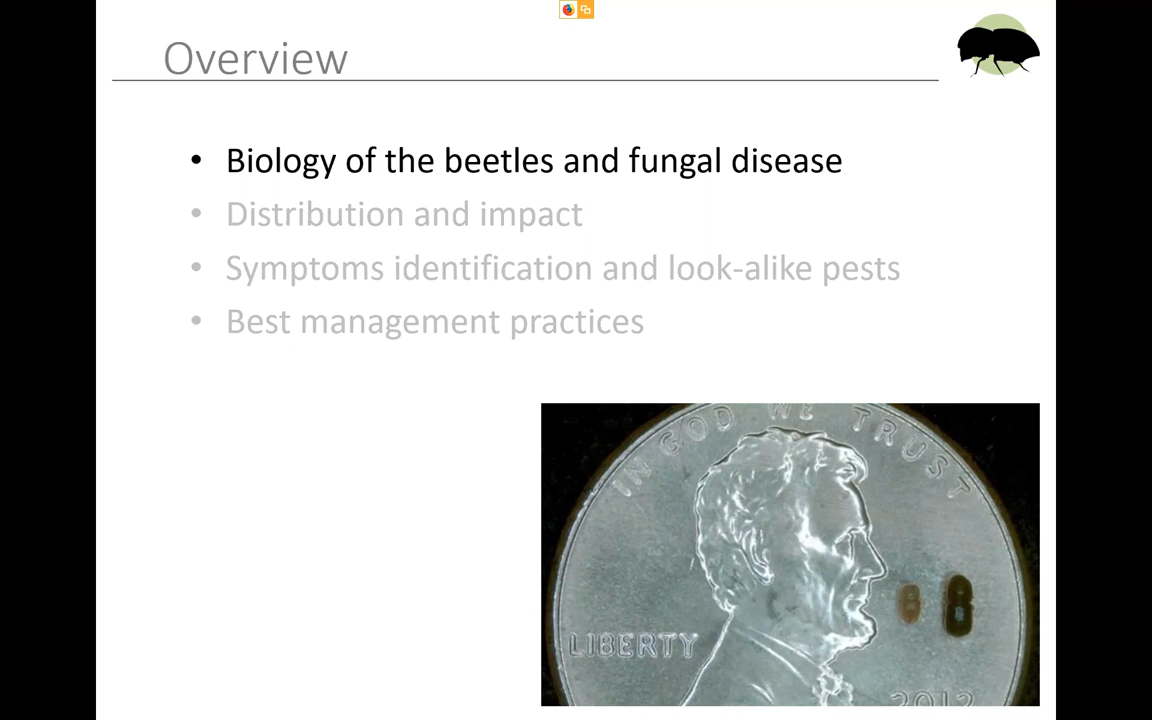 Overview
• Biology of the beetles and fungal disease
• Distribution and impact
• Symptoms identification and look-alike pests
• Best management practices
IN GOD WE TRUST
LIBERTY
2012